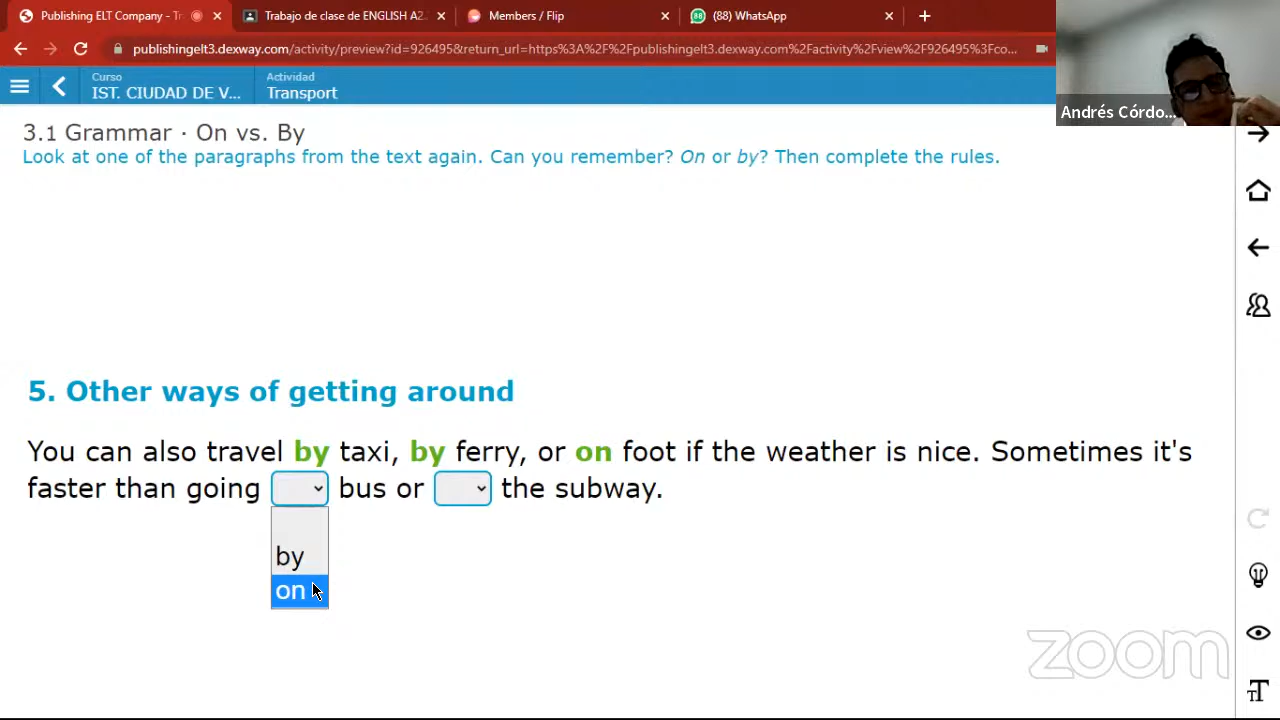 Publishing ELT Company - Tr
Trabajo de clase de ENGLISH A2
Members / Flip
(88) WhatsApp
publishingelt3.dexway.com/activity/preview?id=926495&return_url=https%3A%2F%2Fpublishingelt3.dexway.com%2Factivity%2Fview%2F926495%3Fco...
Curso
IST. CIUDAD DE V...
Actividad
Transport
Andrés Córdo...
3.1 Grammar · On vs. By
Look at one of the paragraphs from the text again. Can you remember? On or by? Then complete the rules.
5. Other ways of getting around
You can also travel by taxi, by ferry, or on foot if the weather is nice. Sometimes it's
faster than going bus or the subway.
by
on
zoom